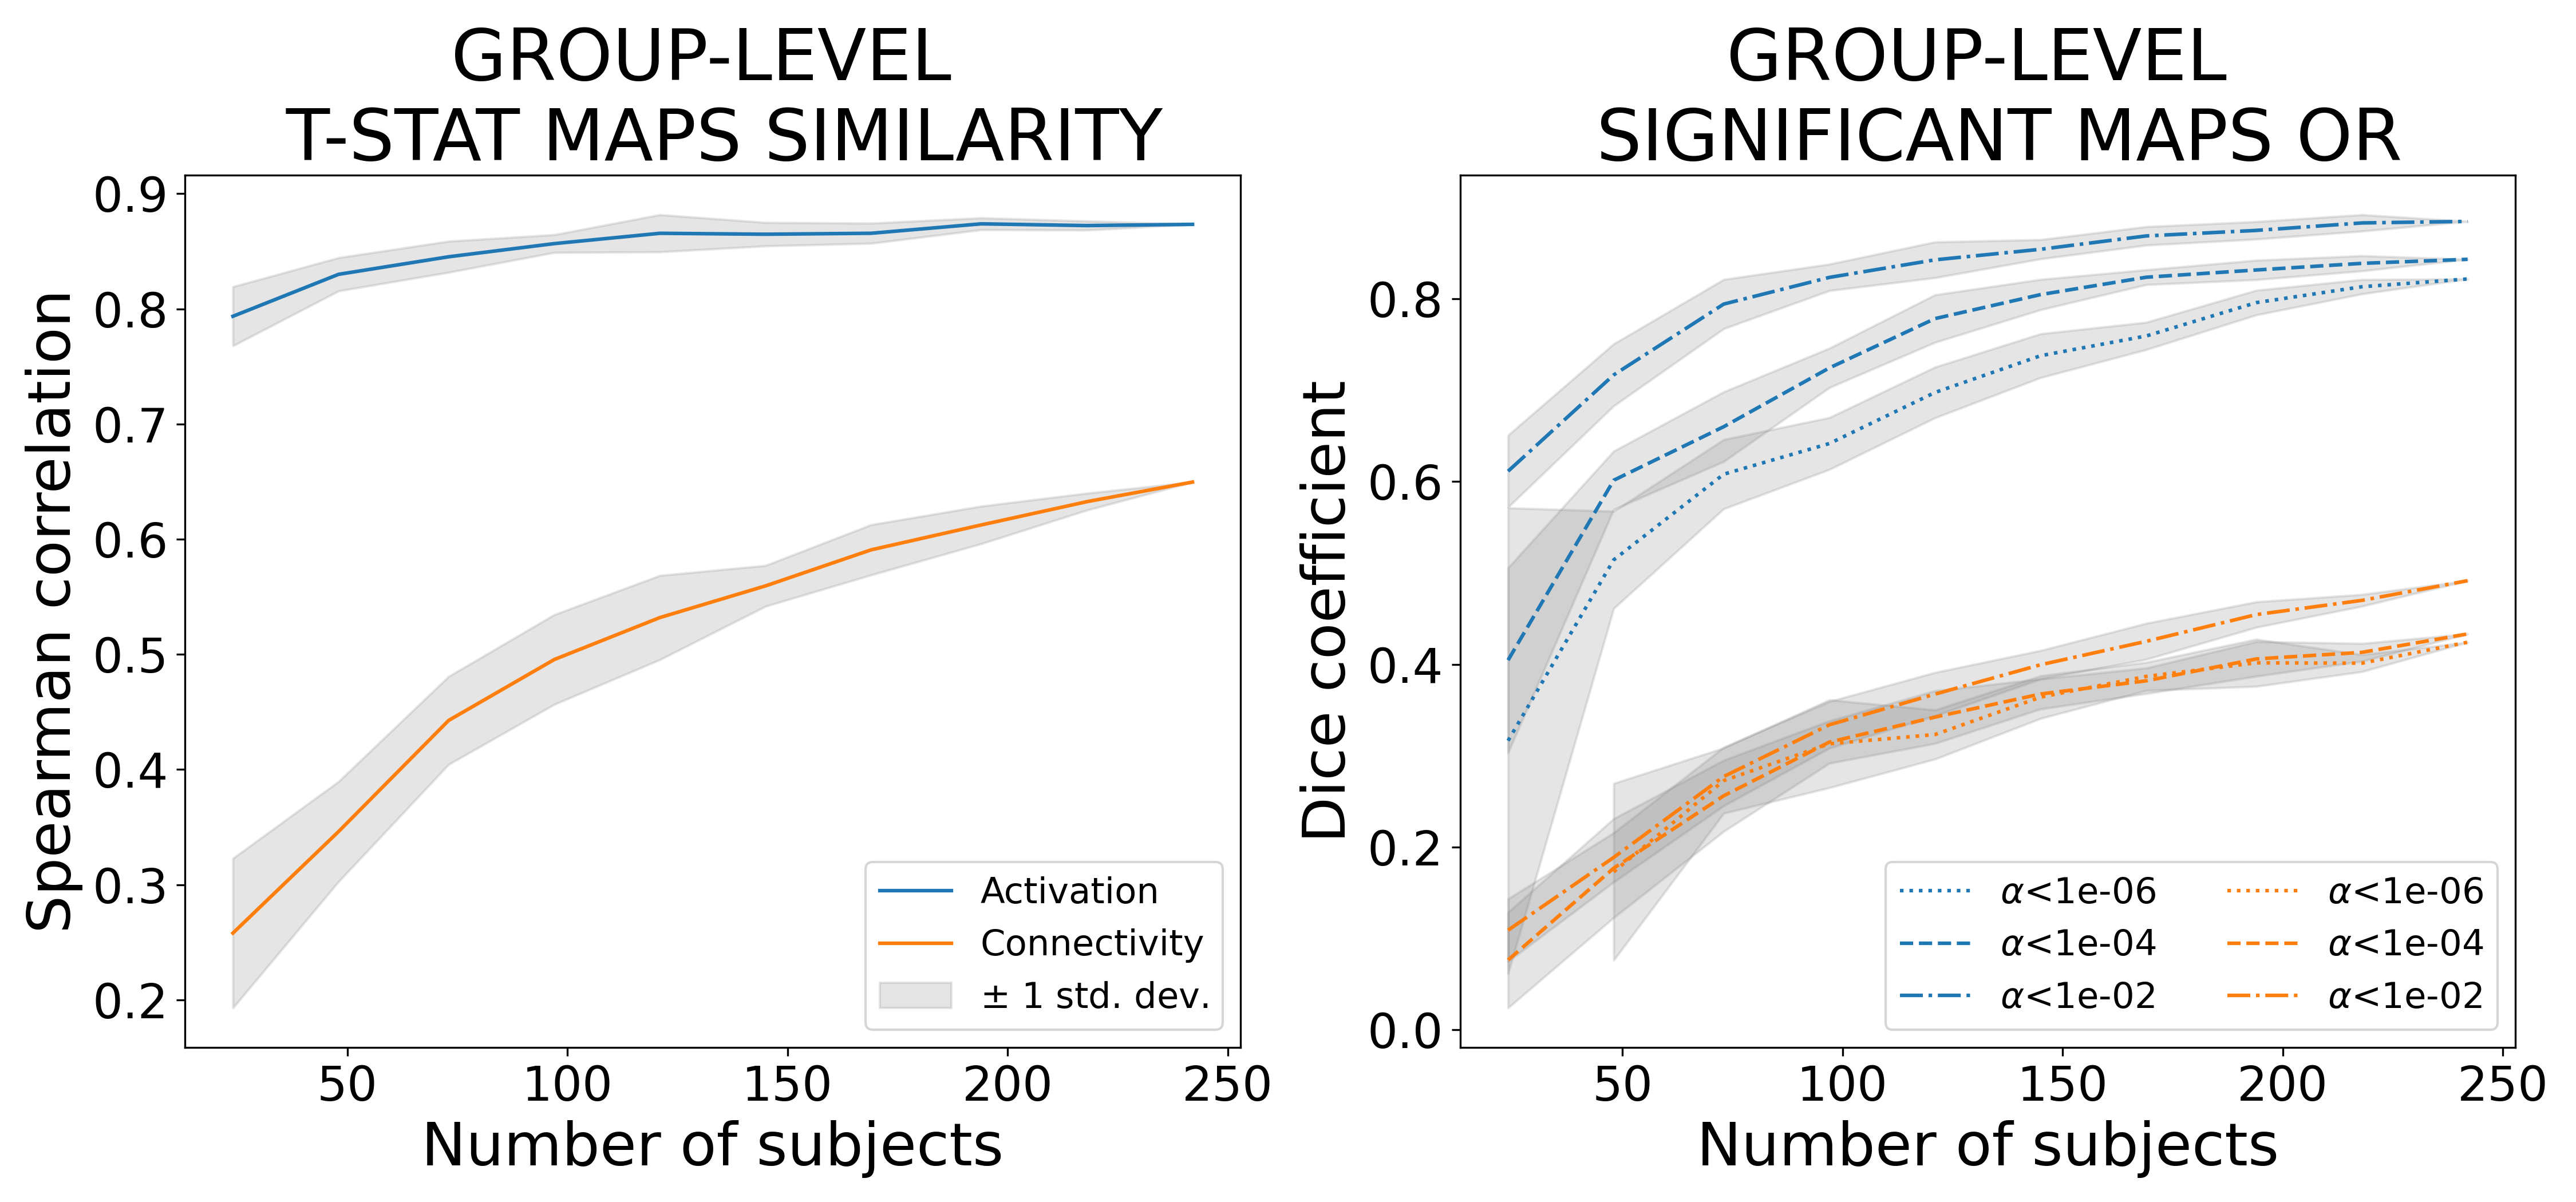 GROUP-LEVEL
T-STAT MAPS SIMILARITY
Spearman correlation
0.9
0.8
0.7
0.6
0.5
0.4
0.3
0.2
Activation
Connectivity
± 1 std. dev.
50 100 150 200 250
Number of subjects
GROUP-LEVEL
SIGNIFICANT MAPS OR
Dice coefficient
0.8
0.6
0.4
0.2
0.0
α<1e-06 α<1e-06
α<1e-04 α<1e-04
α<1e-02 α<1e-02
50 100 150 200 250
Number of subjects